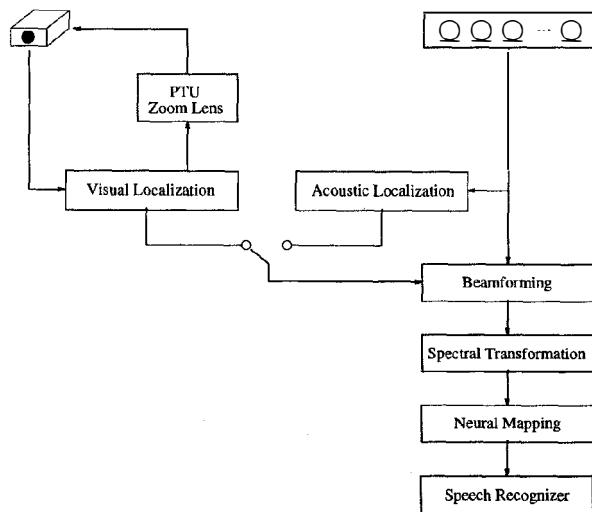 PTU
Zoom Lens
Visual Localization
Acoustic Localization
Beamforming
Spectral Transformation
Neural Mapping
Speech Recognizer